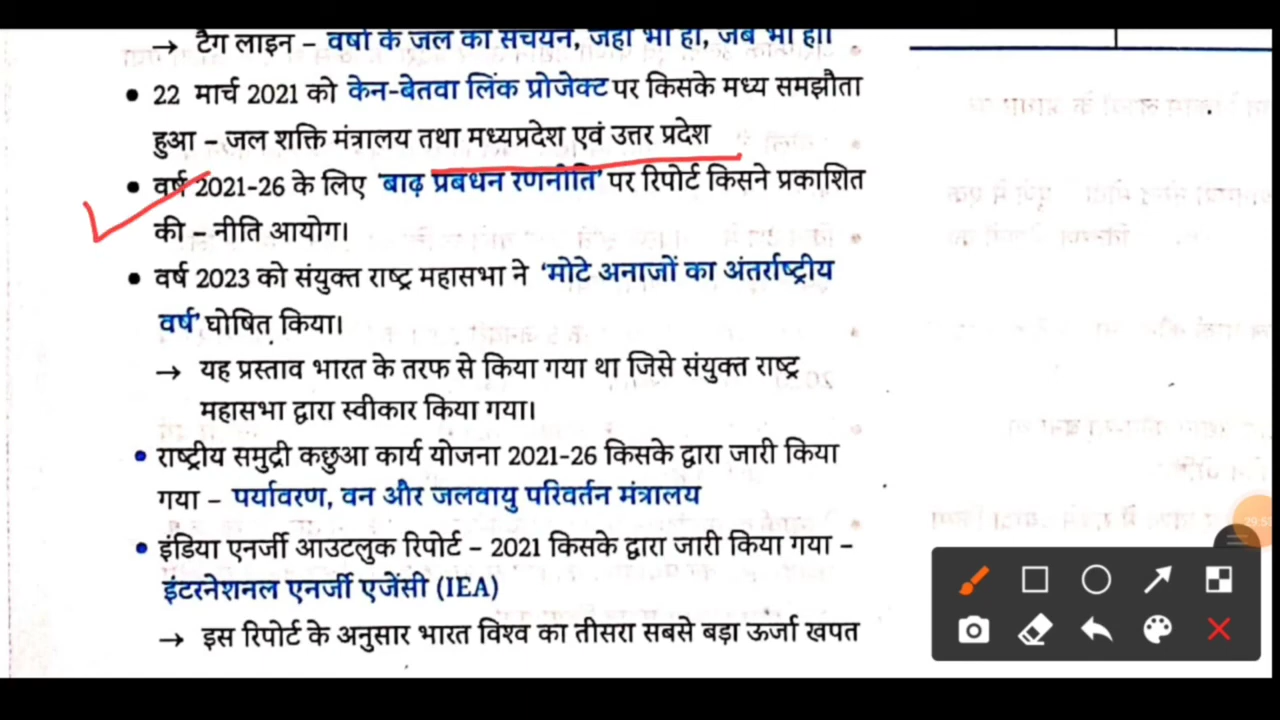 → टैग लाइन – वर्षा के जल का संचयन, जहाँ भी हो, जब भी हो।
• 22 मार्च 2021 को केन-बेतवा लिंक प्रोजेक्ट पर किसके मध्य समझौता
हुआ – जल शक्ति मंत्रालय तथा मध्यप्रदेश एवं उत्तर प्रदेश
• वर्ष 2021-26 के लिए 'बाढ़ प्रबंधन रणनीति' पर रिपोर्ट किसने प्रकाशित
की – नीति आयोग।
• वर्ष 2023 को संयुक्त राष्ट्र महासभा ने 'मोटे अनाजों का अंतर्राष्ट्रीय
वर्ष' घोषित किया।
→ यह प्रस्ताव भारत के तरफ से किया गया था जिसे संयुक्त राष्ट्र
महासभा द्वारा स्वीकार किया गया।
• राष्ट्रीय समुद्री कछुआ कार्य योजना 2021-26 किसके द्वारा जारी किया
गया – पर्यावरण, वन और जलवायु परिवर्तन मंत्रालय
• इंडिया एनर्जी आउटलुक रिपोर्ट – 2021 किसके द्वारा जारी किया गया –
इंटरनेशनल एनर्जी एजेंसी (IEA)
→ इस रिपोर्ट के अनुसार भारत विश्व का तीसरा सबसे बड़ा ऊर्जा खपत